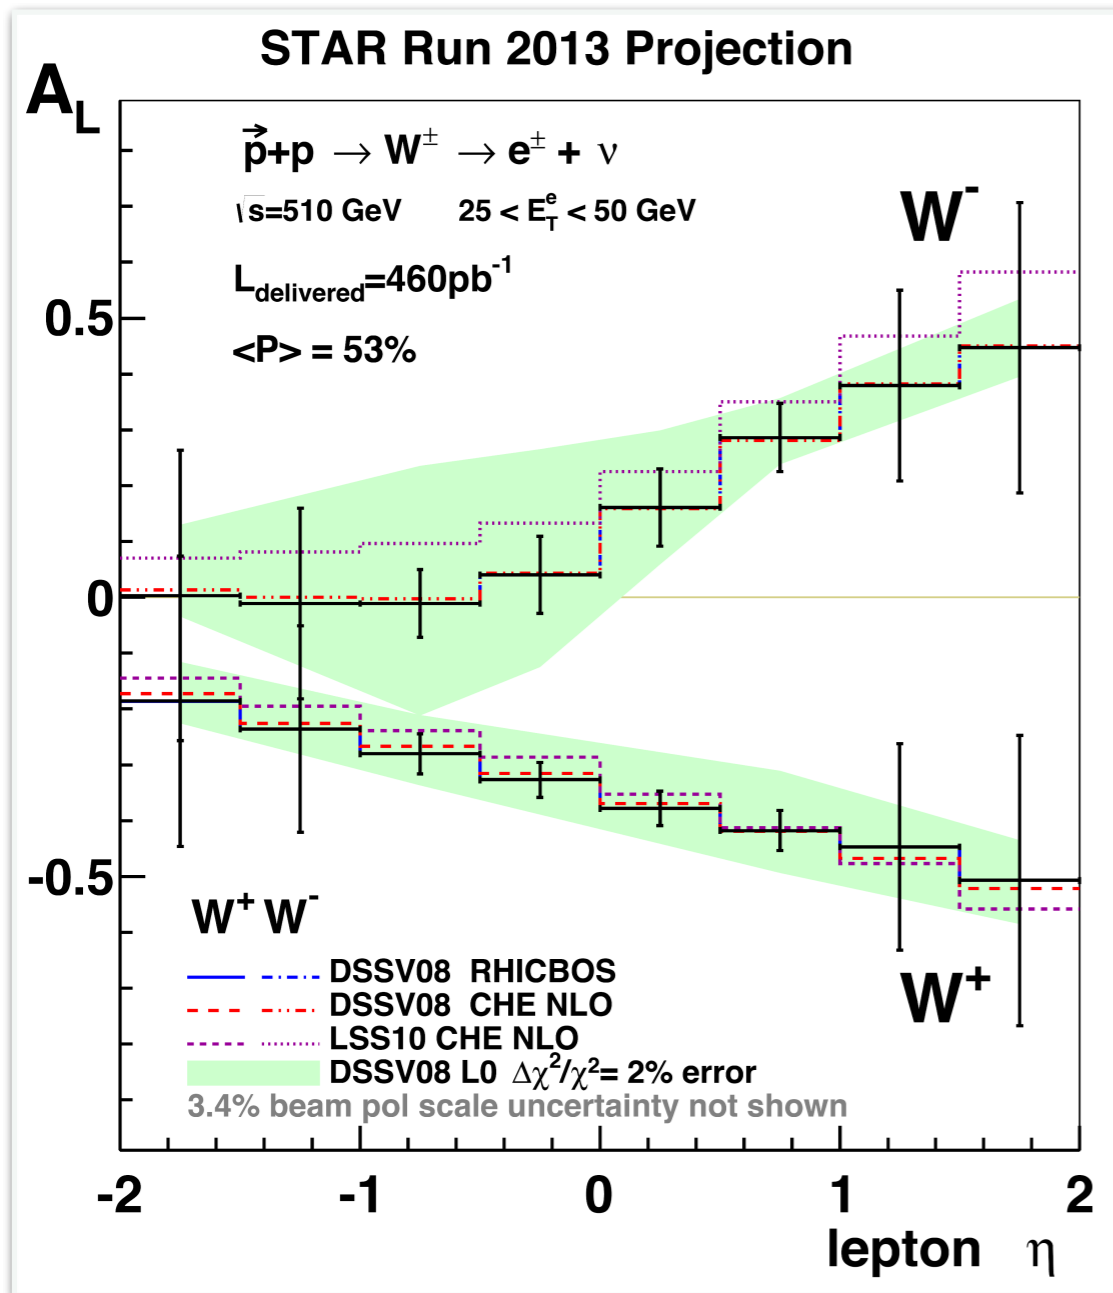 STAR Run 2013 Projection
A_L
p⃗+p → W^± → e^± + ν
√s=510 GeV 25 < E_T^e < 50 GeV
L_delivered=460pb^-1
<P> = 53%
W^-
0.5
0
-0.5
W^+ W^-
DSSV08 RHICBOS
DSSV08 CHE NLO
LSS10 CHE NLO
DSSV08 L0 Δχ²/χ²= 2% error
3.4% beam pol scale uncertainty not shown
W^+
-2 -1 0 1 2
lepton η